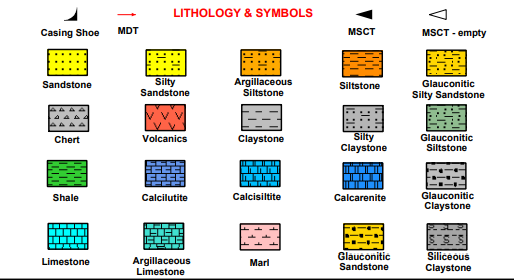 LITHOLOGY & SYMBOLS
Casing Shoe
MDT
MSCT
MSCT - empty
Sandstone
Silty
Sandstone
Argillaceous
Siltstone
Siltstone
Glauconitic
Silty Sandstone
Chert
Volcanics
Claystone
Silty
Claystone
Glauconitic
Siltstone
Shale
Calcilutite
Calcisiltite
Calcarenite
Glauconitic
Claystone
Limestone
Argillaceous
Limestone
Marl
Glauconitic
Sandstone
Siliceous
Claystone